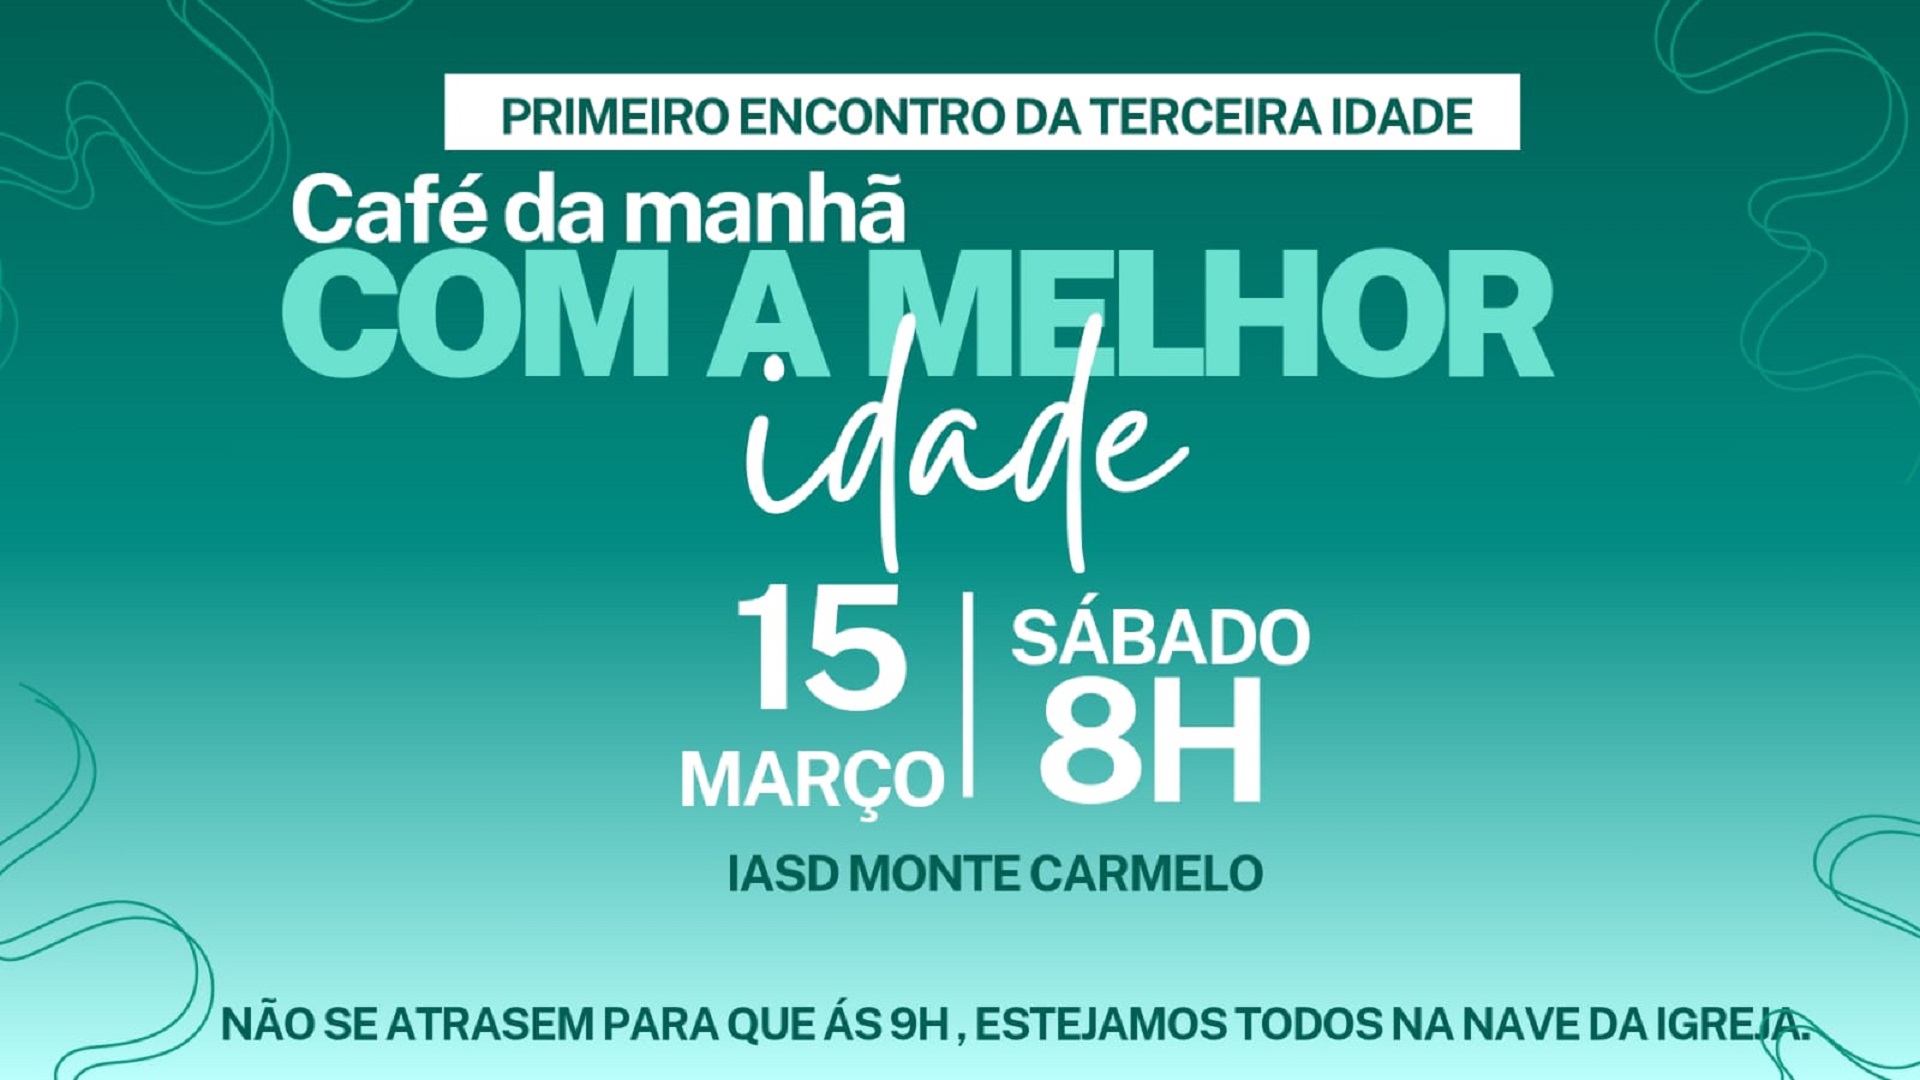 PRIMEIRO ENCONTRO DA TERCEIRA IDADE
Café da manhã
COM A MELHOR
idade
15
MARÇO
SÁBADO
8H
IASD MONTE CARMELO
NÃO SE ATRASEM PARA QUE ÁS 9H , ESTEJAMOS TODOS NA NAVE DA IGREJA.